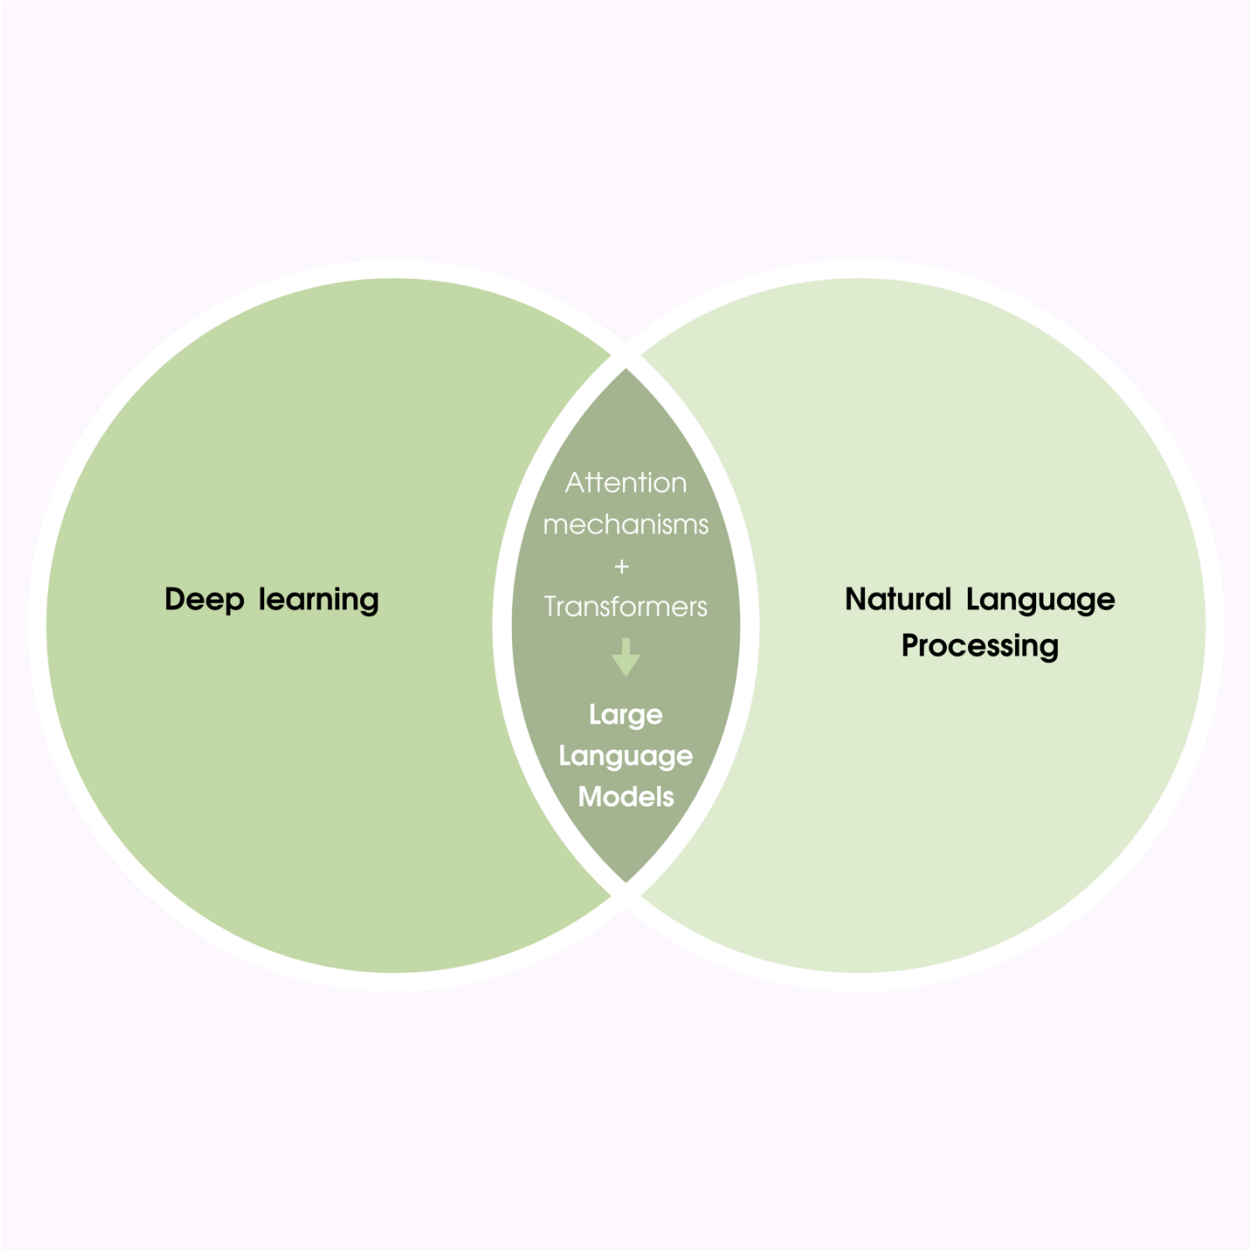 Deep learning
Attention
mechanisms
+
Transformers
Large
Language
Models
Natural Language
Processing